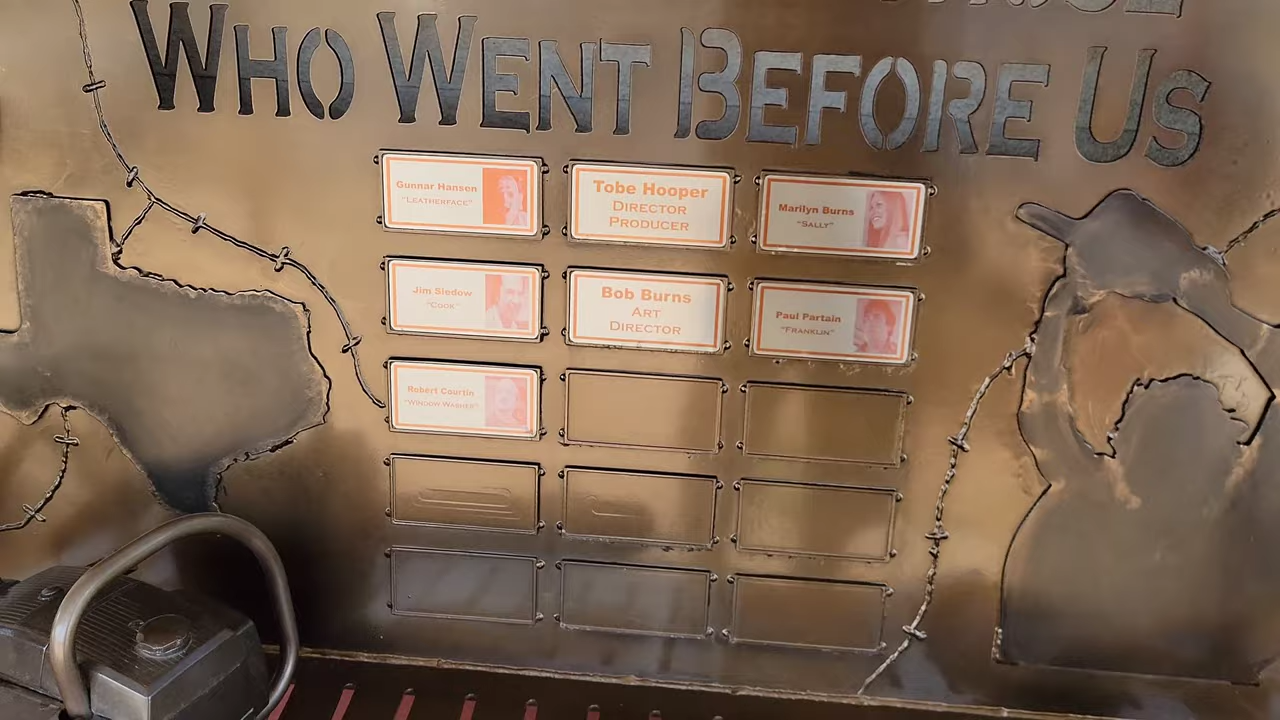 WHO WENT BEFORE US
Gunnar Hansen
"LEATHERFACE"
Tobe Hooper
DIRECTOR
PRODUCER
Marilyn Burns
"SALLY"
Jim Siedow
"COOK"
Bob Burns
ART
DIRECTOR
Paul Partain
"FRANKLIN"
Robert Courtin
"WINDOW WASHER"